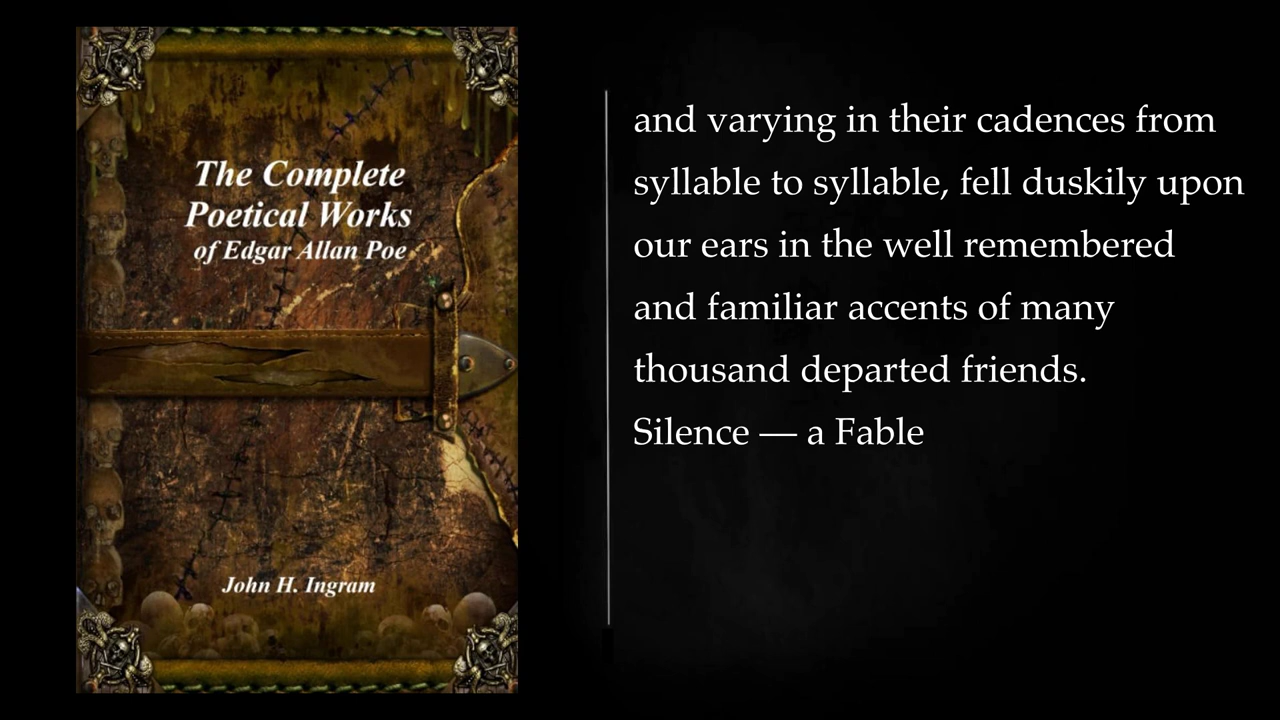 The Complete
Poetical Works
of Edgar Allan Poe
John H. Ingram
and varying in their cadences from
syllable to syllable, fell duskily upon
our ears in the well remembered
and familiar accents of many
thousand departed friends.
Silence — a Fable